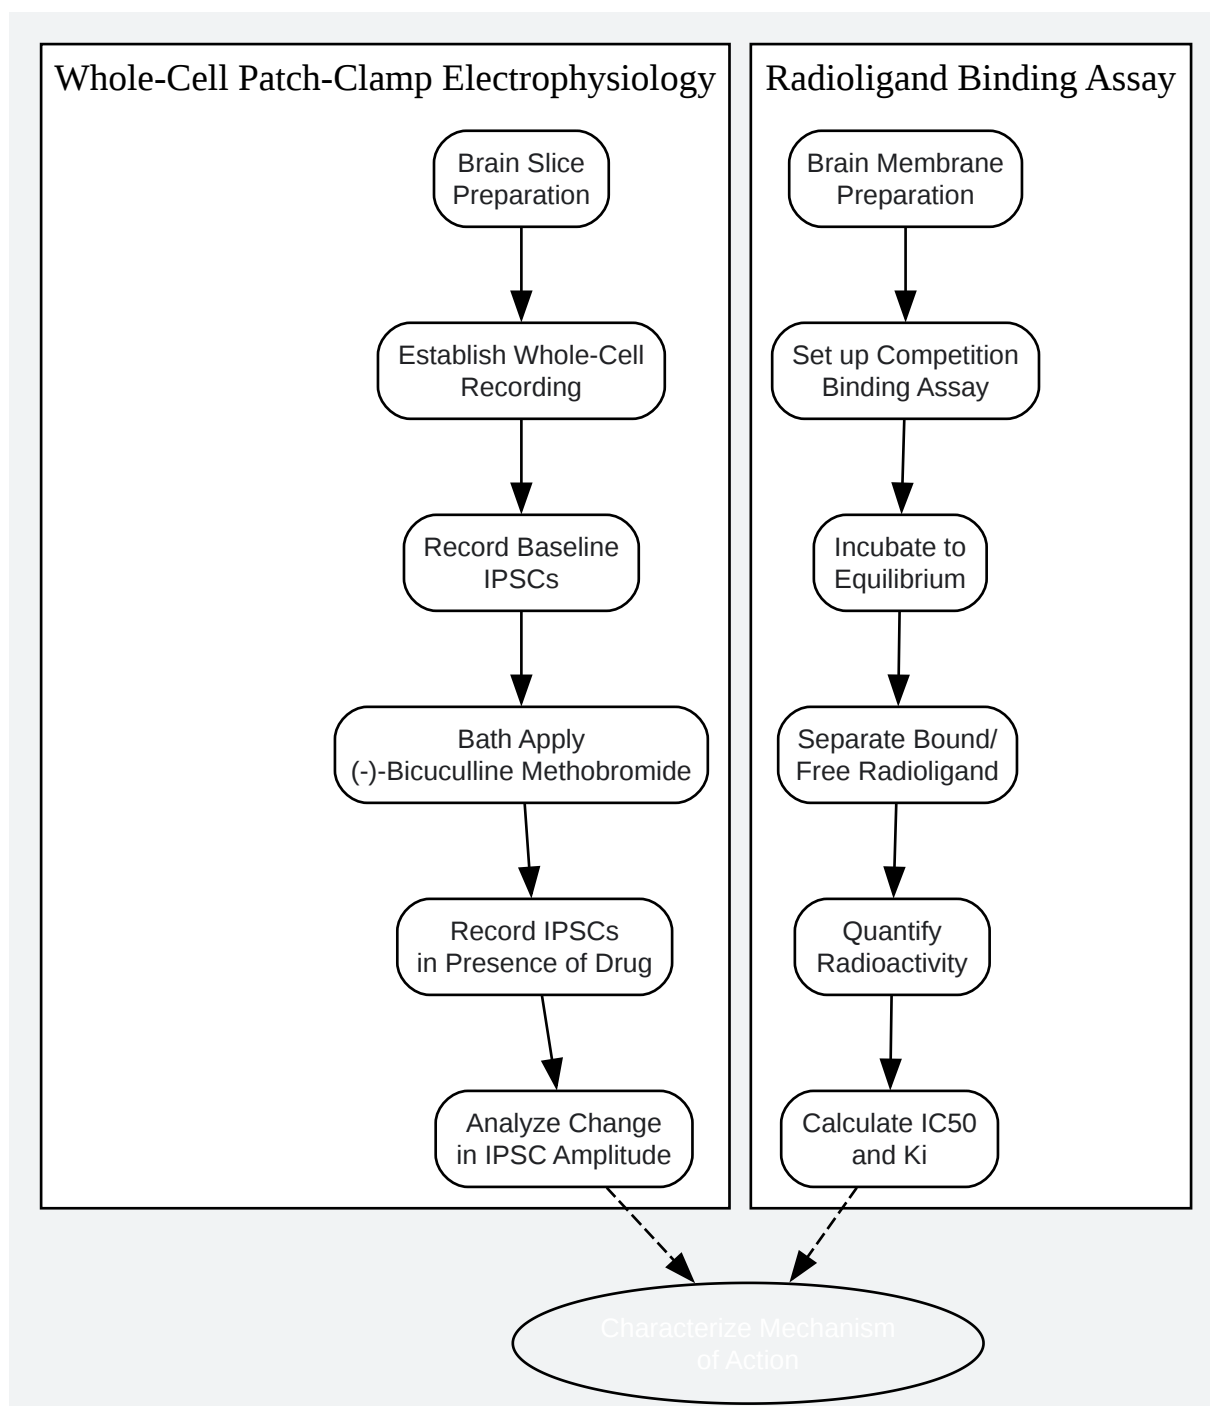 Whole-Cell Patch-Clamp Electrophysiology
Brain Slice
Preparation
Establish Whole-Cell
Recording
Record Baseline
IPSCs
Bath Apply
(-)-Bicuculline Methobromide
Record IPSCs
in Presence of Drug
Analyze Change
in IPSC Amplitude
Radioligand Binding Assay
Brain Membrane
Preparation
Set up Competition
Binding Assay
Incubate to
Equilibrium
Separate Bound/
Free Radioligand
Quantify
Radioactivity
Calculate IC50
and Ki
Characterize Mechanism
of Action